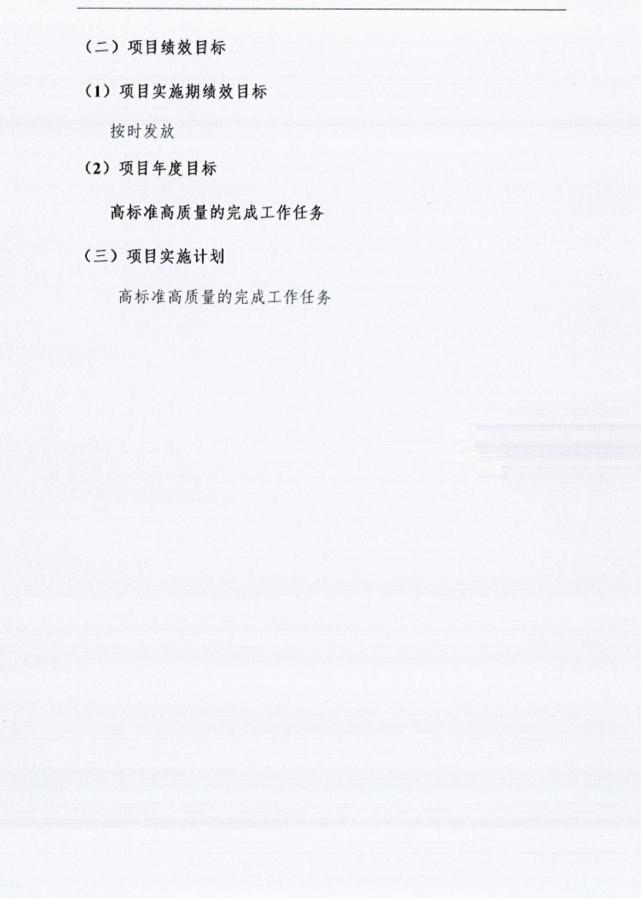 （二）项目绩效目标
（1）项目实施期绩效目标
按时发放
（2）项目年度目标
高标准高质量的完成工作任务
（三）项目实施计划
高标准高质量的完成工作任务